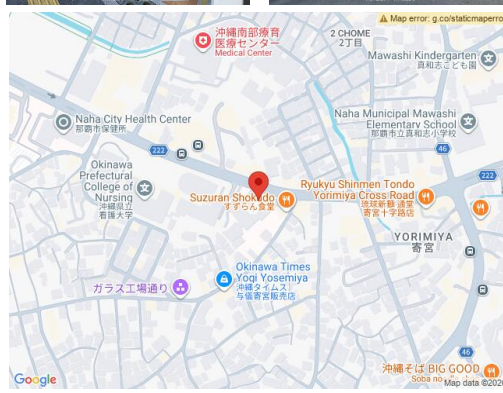 Map error: g.co/staticmaperro
沖縄南部療育
医療センター
Medical Center
2 CHOME
2丁目
Mawashi Kindergarten
真和志こども園
Naha City Health Center
那覇市保健所
Naha Municipal Mawashi
Elementary School
那覇市立真和志小学校
46
222
222
Okinawa
Prefectural
College of
Nursing
沖縄県立
看護大学
Suzuran Shokudo
すずらん食堂
Ryukyu Shinmen Tondo
Yorimiya Cross Road
琉球新麺 通堂
寄宮十字路店
YORIMIYA
寄宮
Okinawa Times
Yogi Yosemiya
沖縄タイムス
与儀寄宮販売店
ガラス工場通り
46
沖縄そば BIG GOOD
Soba no
Google
Map data ©2026